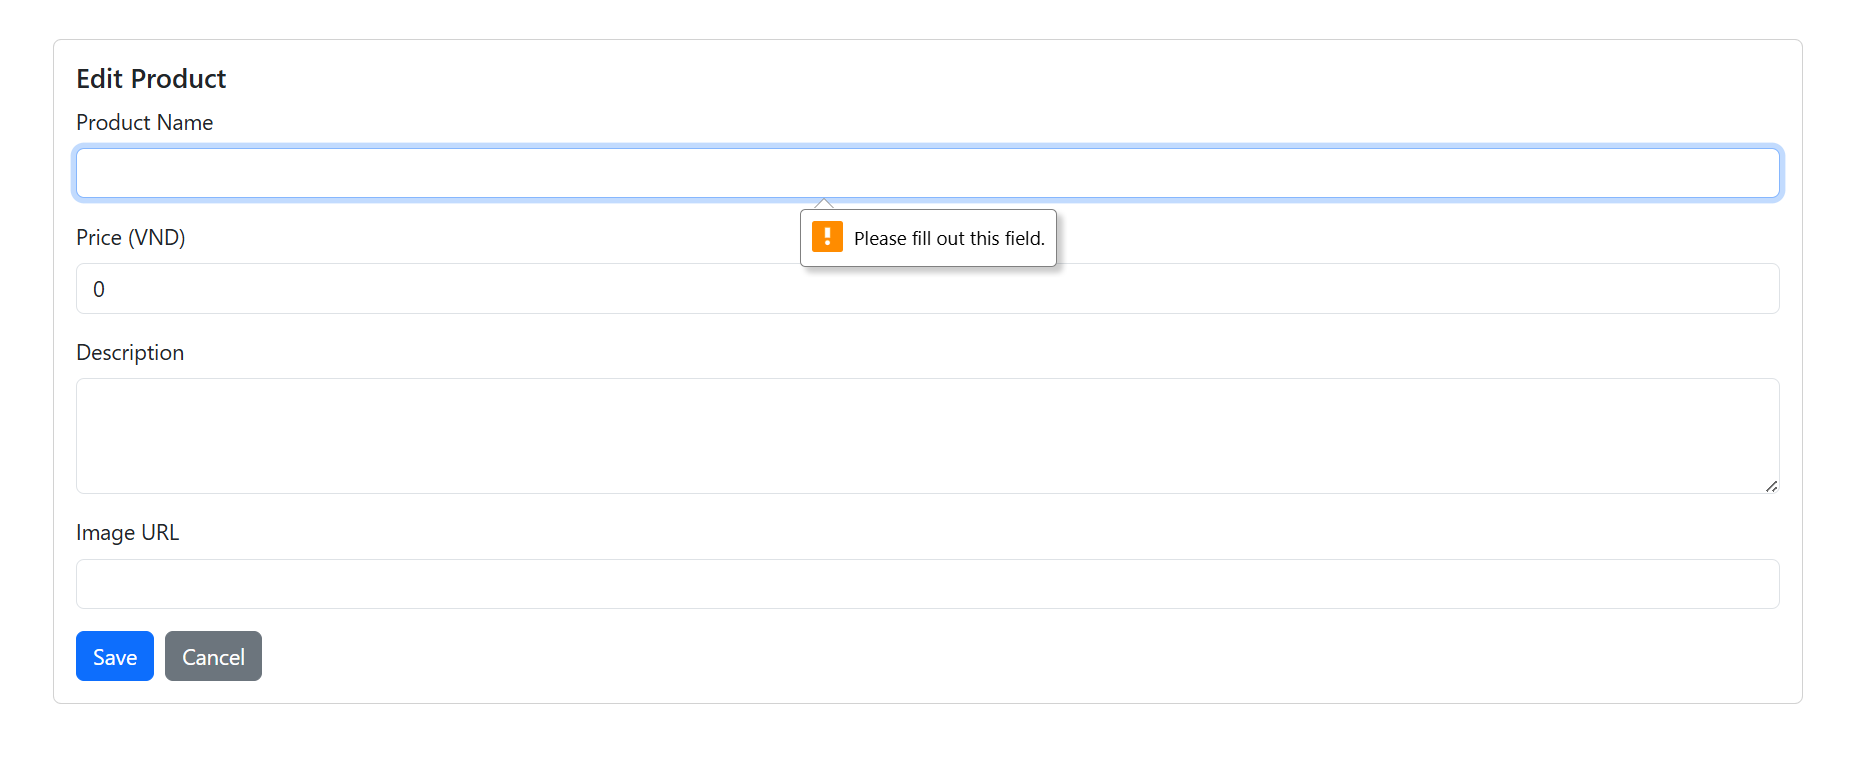 Edit Product
Product Name
Please fill out this field.
Price (VND)
0
Description
Image URL
Save
Cancel